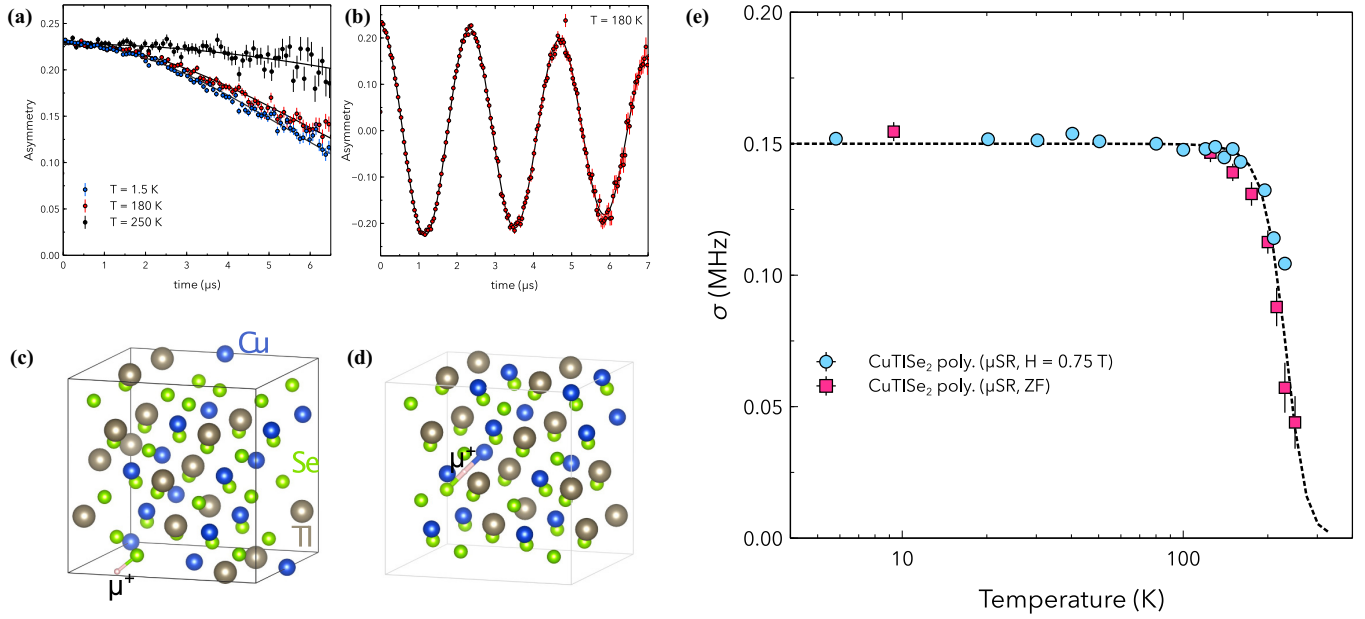 (a)
0.25
0.20
0.15
0.10
0.05
0.00
Asymmetry
T = 1.5 K
T = 180 K
T = 250 K
0 1 2 3 4 5 6
time (μs)
(b)
T = 180 K
0.20
0.10
0.00
−0.10
−0.20
Asymmetry
0 1 2 3 4 5 6 7
time (μs)
(c)
Cu
Se
Tl
μ+
(d)
μ+
(e)
0.20
0.15
0.10
0.05
0.00
σ (MHz)
CuTlSe₂ poly. (μSR, H = 0.75 T)
CuTlSe₂ poly. (μSR, ZF)
10 100
Temperature (K)